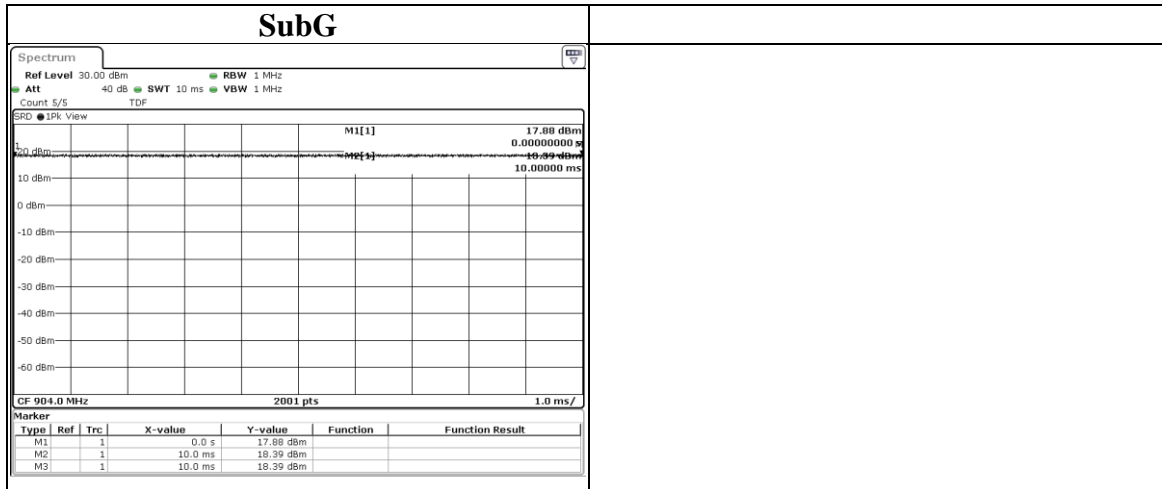 SubG
Spectrum
Ref Level 30.00 dBm RBW 1 MHz
Att 40 dB SWT 10 ms VBW 1 MHz
Count 5/5 TDF
SRD 1Pk View
M1[1] 17.88 dBm
0.00000000 s
20 dBm
M2[1] 18.39 dBm
10.00000 ms
10 dBm
0 dBm
-10 dBm
-20 dBm
-30 dBm
-40 dBm
-50 dBm
-60 dBm
CF 904.0 MHz 2001 pts 1.0 ms/
Marker
Type Ref Trc X-value Y-value Function Function Result
M1 1 0.0 s 17.88 dBm
M2 1 10.0 ms 18.39 dBm
M3 1 10.0 ms 18.39 dBm